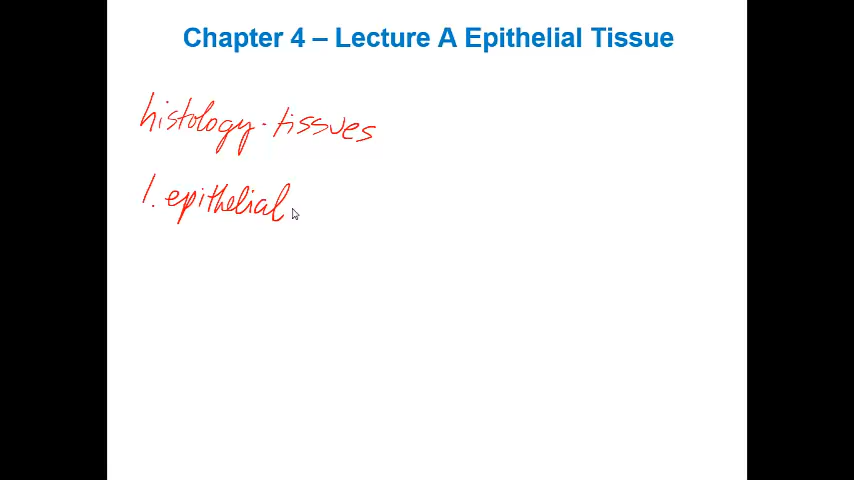 Chapter 4 – Lecture A Epithelial Tissue
histology - tissues
1. epithelial